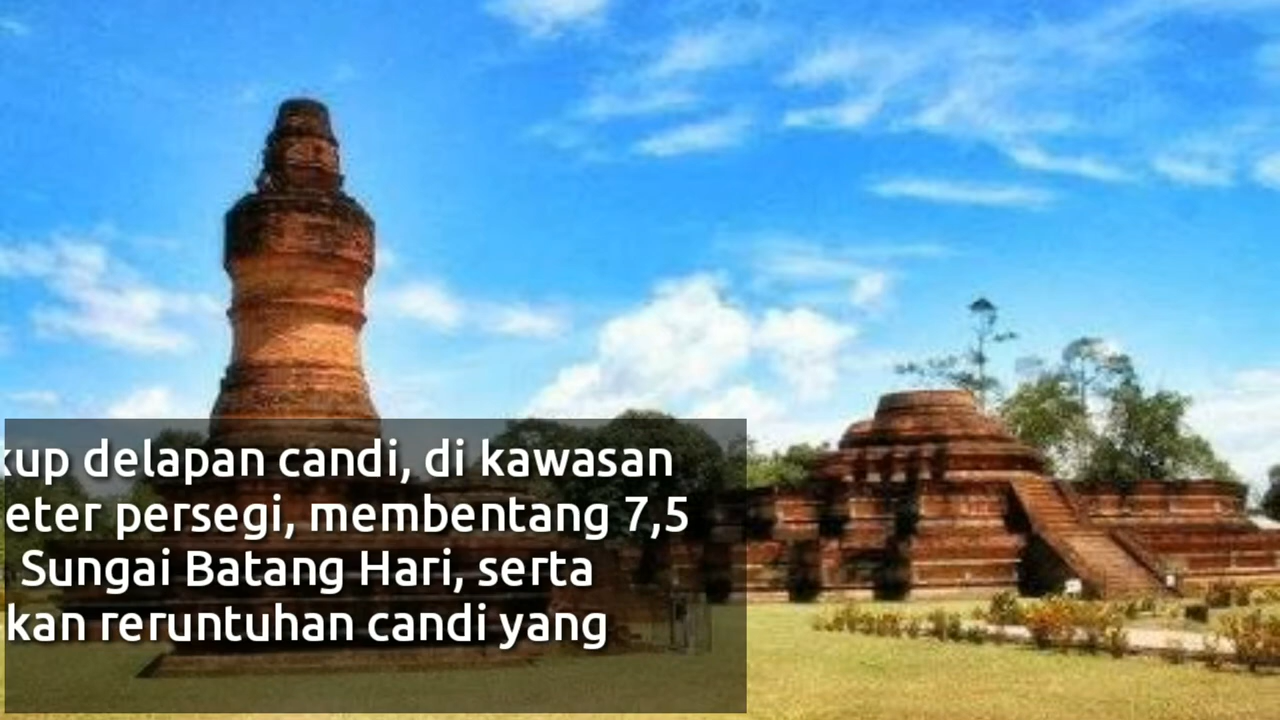 kup delapan candi, di kawasan
eter persegi, membentang 7,5
Sungai Batang Hari, serta
kan reruntuhan candi yang